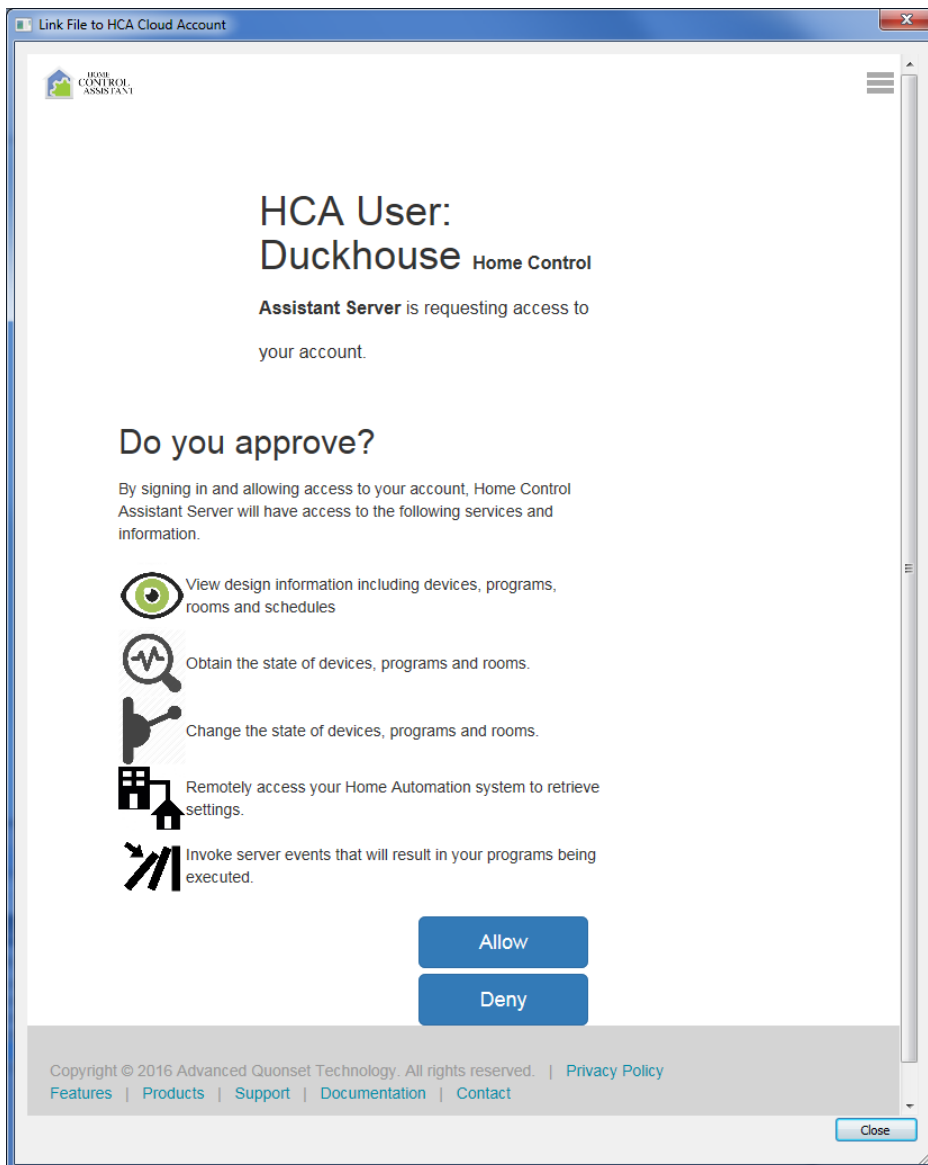 Link File to HCA Cloud Account
HOME
CONTROL
ASSISTANT
HCA User:
Duckhouse Home Control
Assistant Server is requesting access to
your account.
Do you approve?
By signing in and allowing access to your account, Home Control
Assistant Server will have access to the following services and
information.
View design information including devices, programs,
rooms and schedules
Obtain the state of devices, programs and rooms.
Change the state of devices, programs and rooms.
Remotely access your Home Automation system to retrieve
settings.
Invoke server events that will result in your programs being
executed.
Allow
Deny
Copyright © 2016 Advanced Quonset Technology. All rights reserved. | Privacy Policy
Features | Products | Support | Documentation | Contact
Close